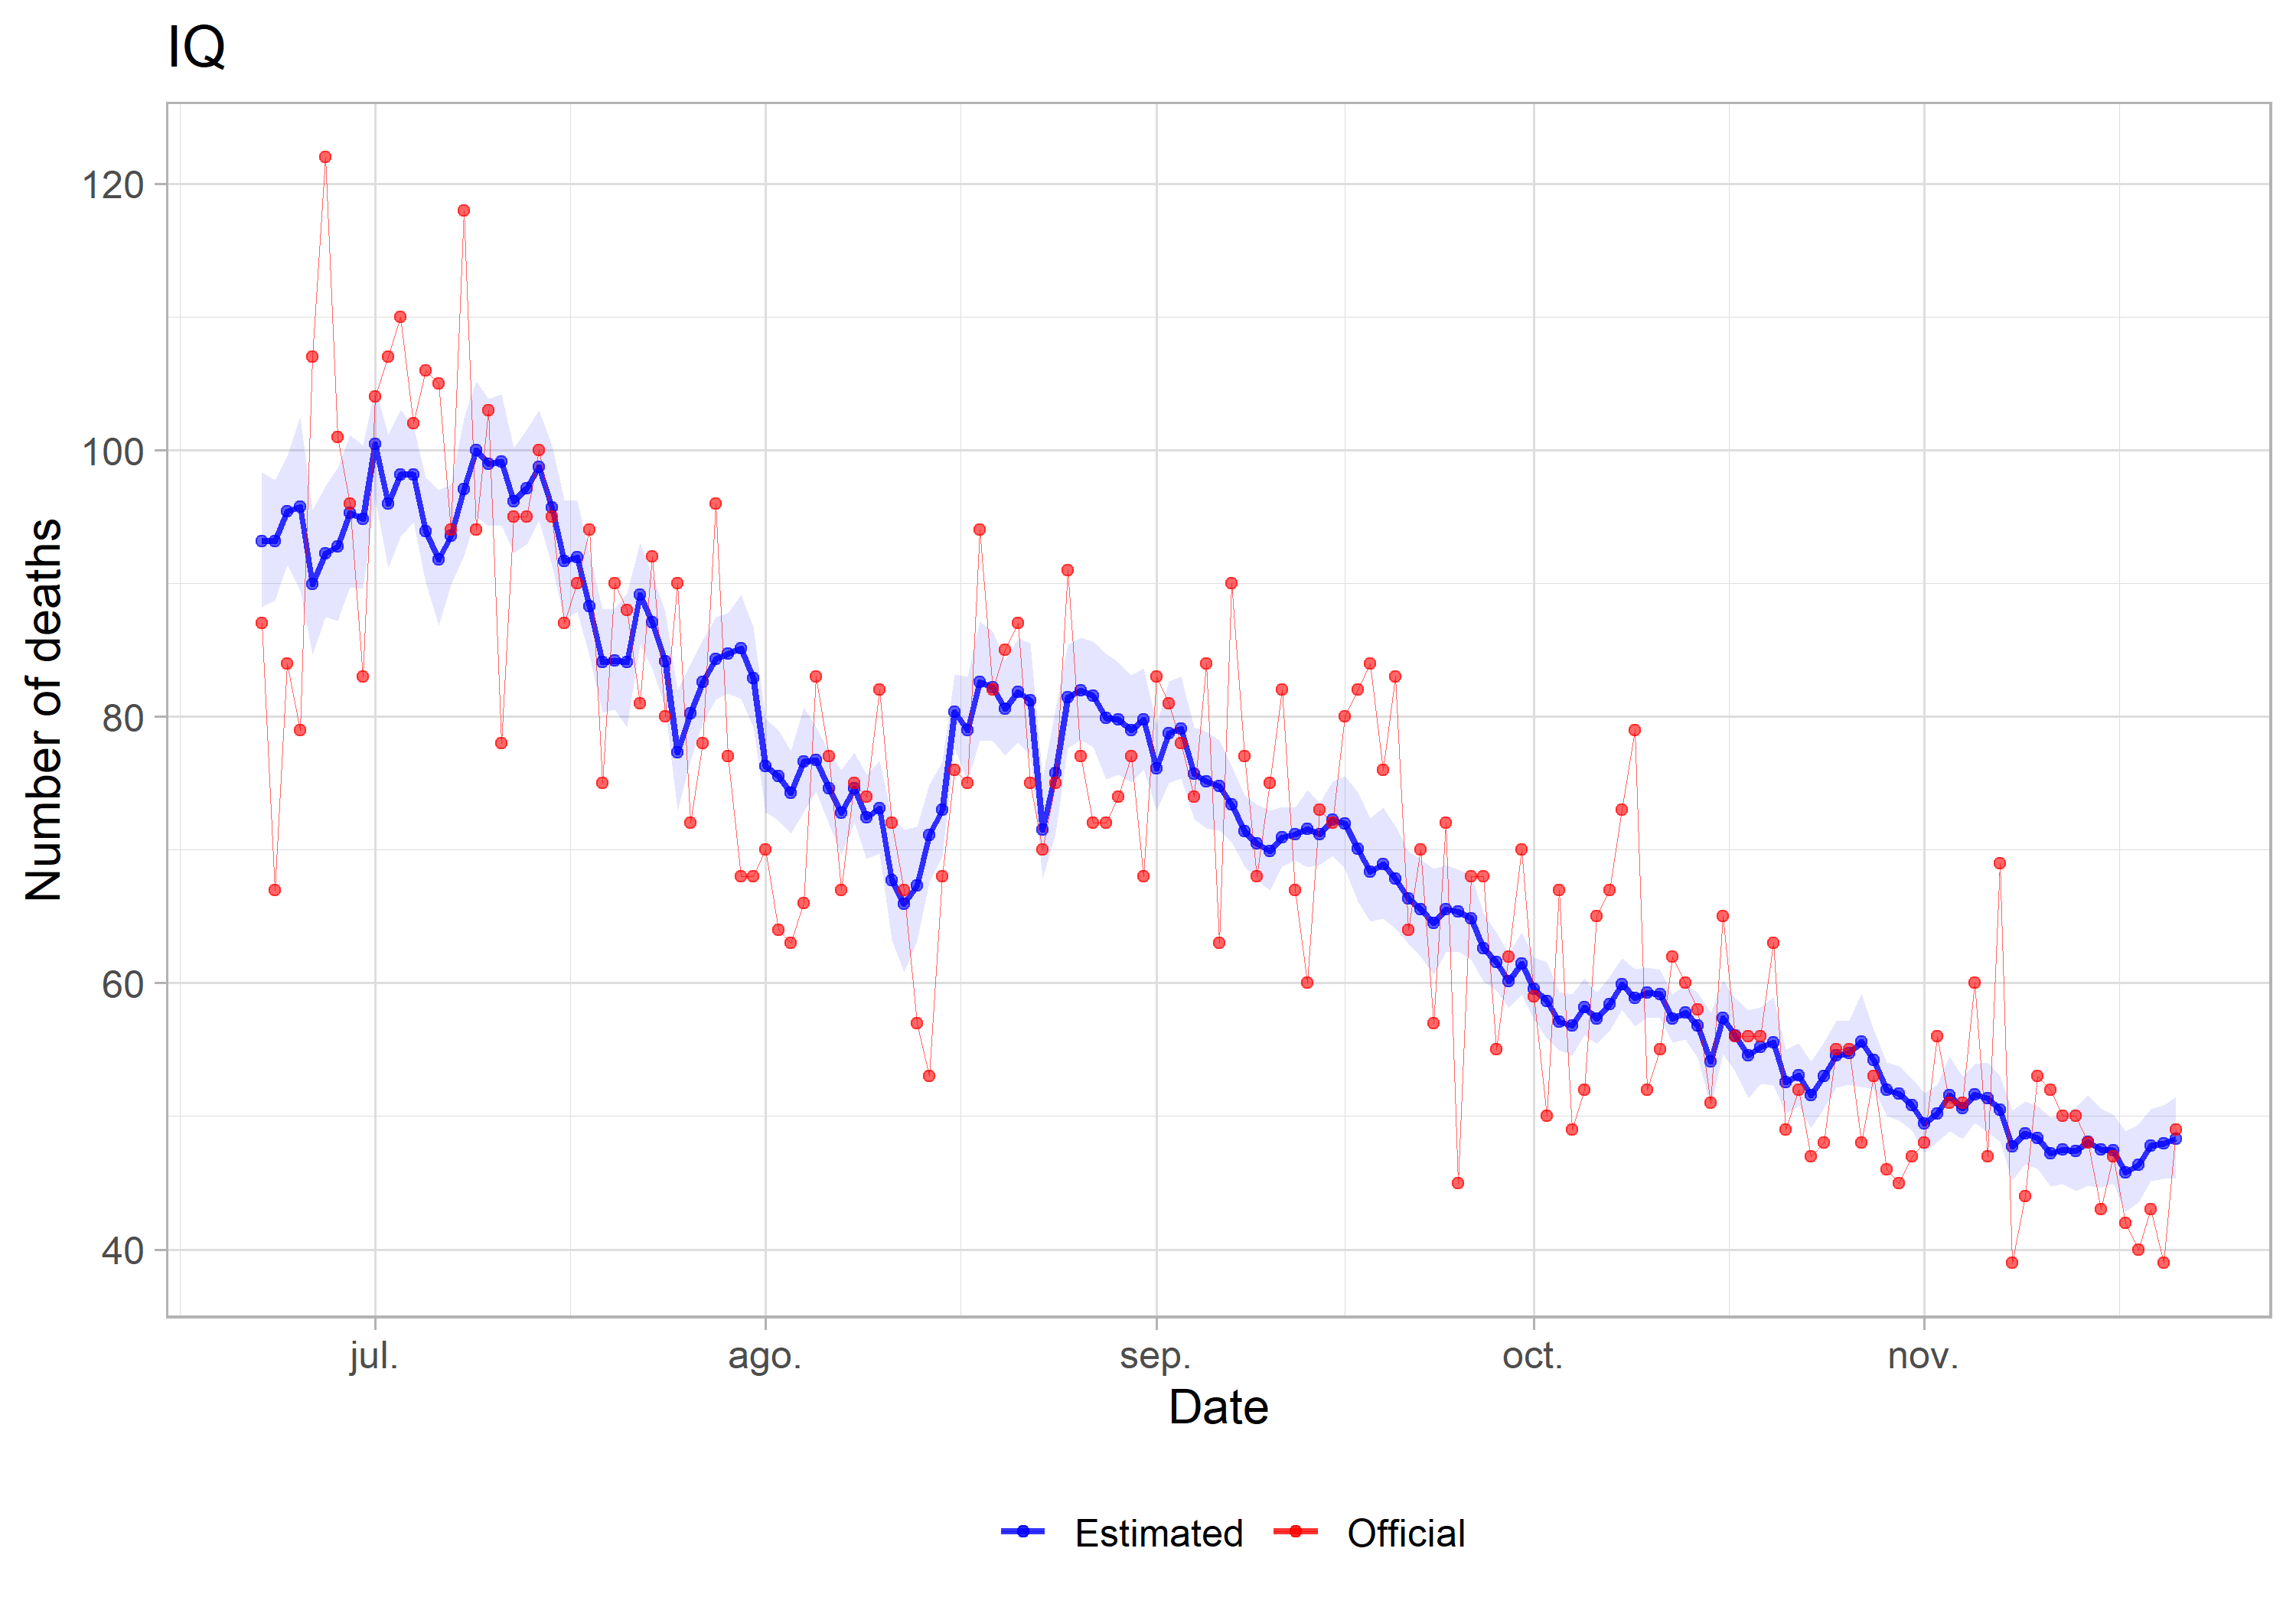 IQ
120
100
80
60
40
Number of deaths
jul.
ago.
sep.
oct.
nov.
Date
Estimated
Official